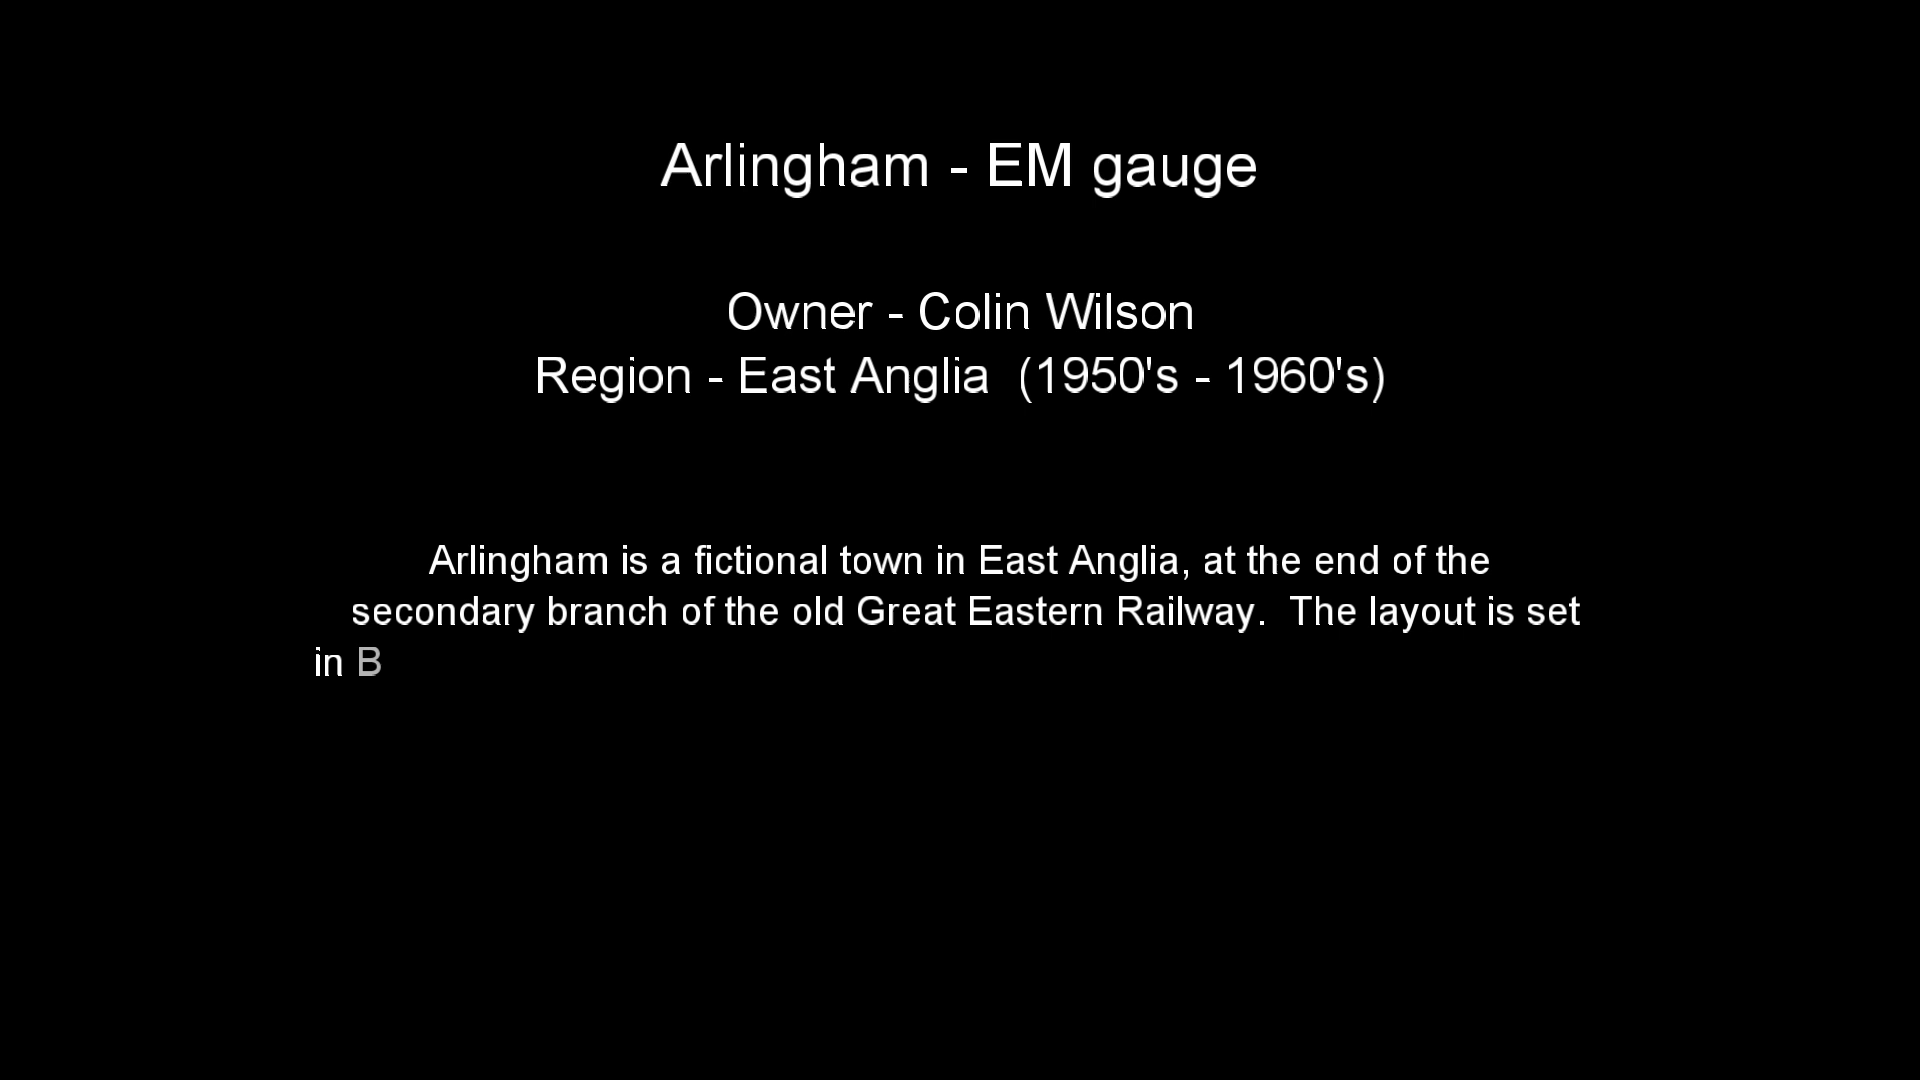 Arlingham - EM gauge
Owner - Colin Wilson
Region - East Anglia  (1950's - 1960's)
Arlingham is a fictional town in East Anglia, at the end of the
secondary branch of the old Great Eastern Railway.  The layout is set
in B